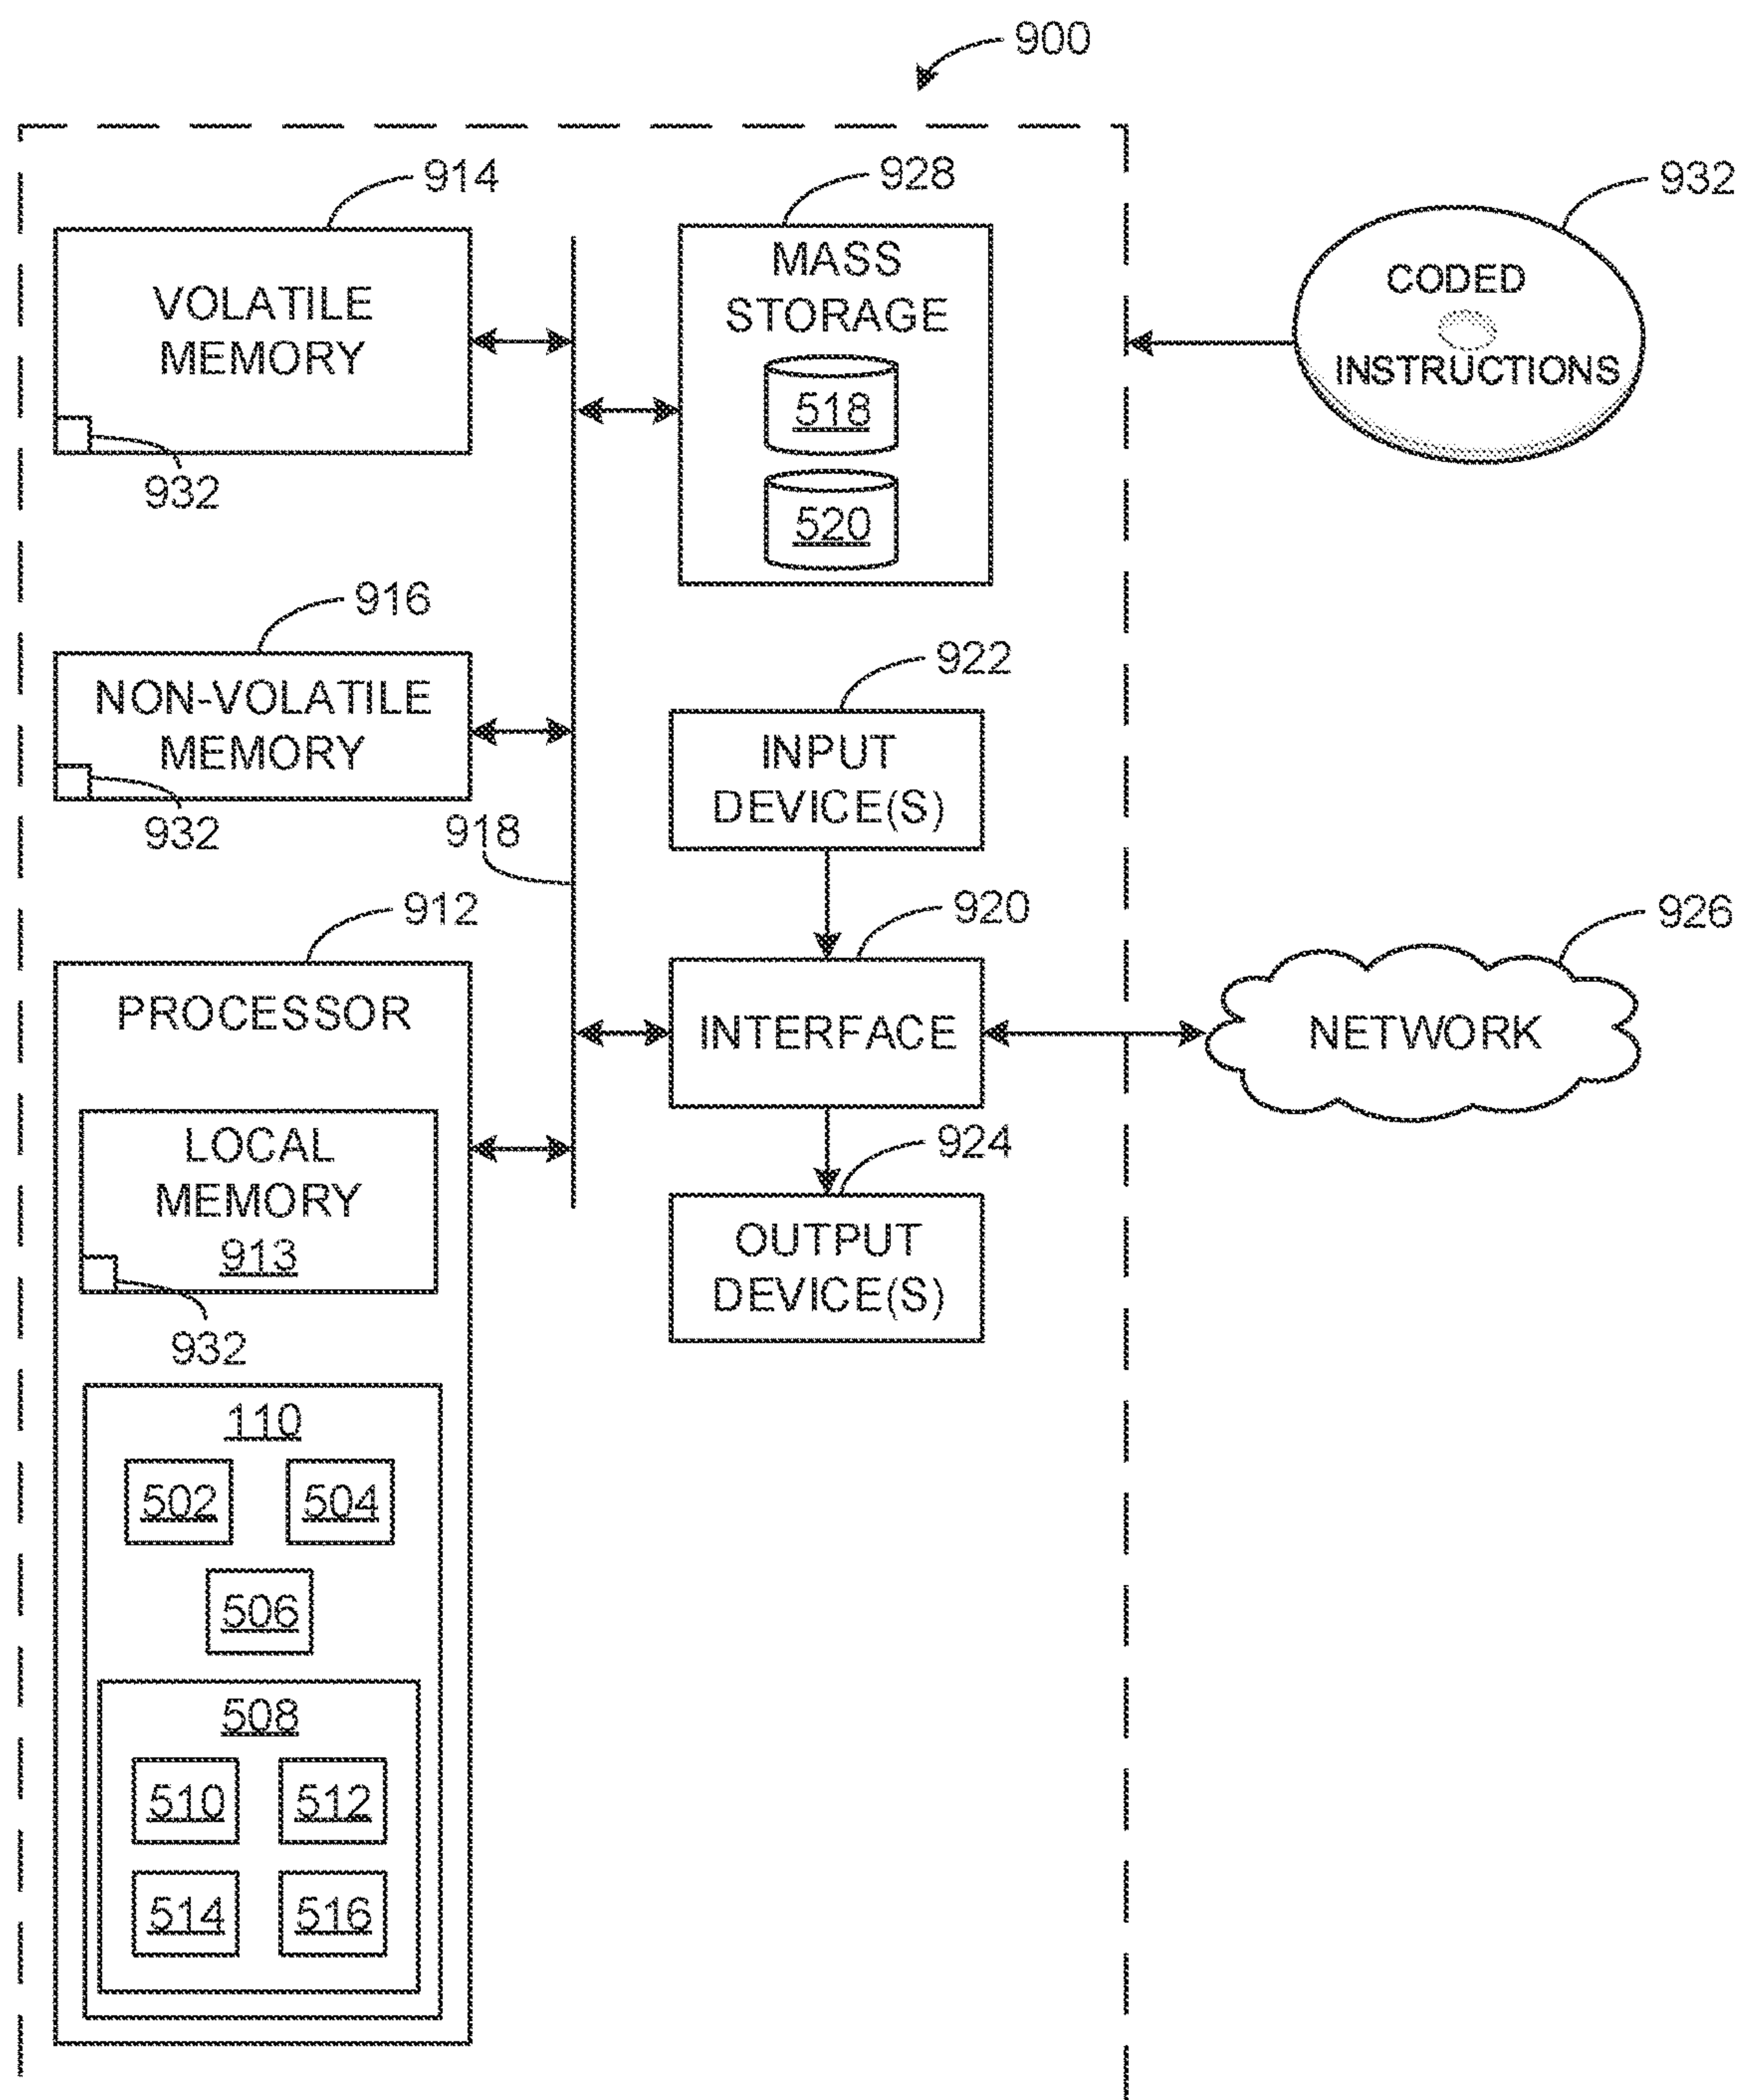 900
914
VOLATILE
MEMORY
932
928
MASS
STORAGE
518
520
932
CODED
INSTRUCTIONS
916
NON-VOLATILE
MEMORY
932
918
922
INPUT
DEVICE(S)
920
INTERFACE
926
NETWORK
924
OUTPUT
DEVICE(S)
912
PROCESSOR
LOCAL
MEMORY
913
932
110
502 504
506
508
510 512
514 516